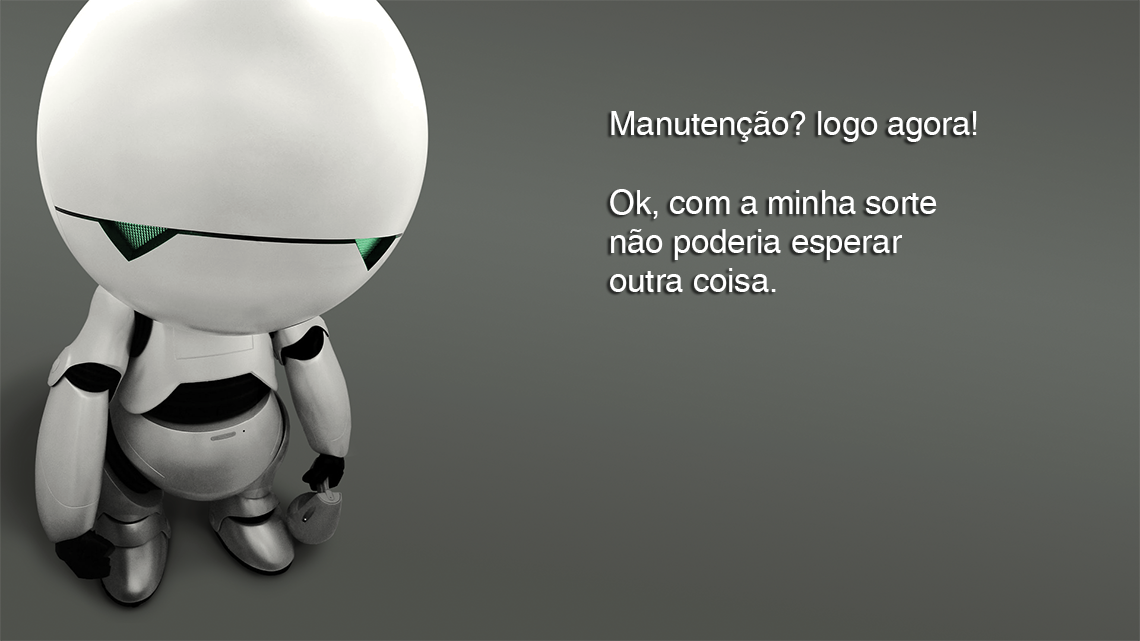 Manutenção? logo agora!
Ok, com a minha sorte
não poderia esperar
outra coisa.